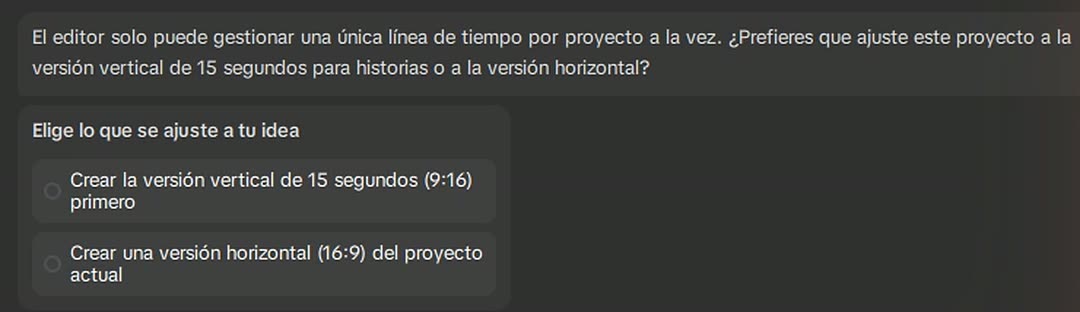 El editor solo puede gestionar una única línea de tiempo por proyecto a la vez. ¿Prefieres que ajuste este proyecto a la
versión vertical de 15 segundos para historias o a la versión horizontal?
Elige lo que se ajuste a tu idea
Crear la versión vertical de 15 segundos (9:16)
primero
Crear una versión horizontal (16:9) del proyecto
actual